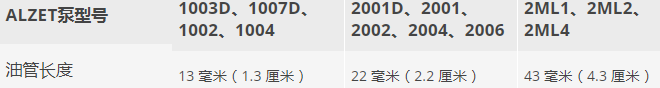 ALZET泵型号
1003D、1007D、
1002、1004
2001D、2001、
2002、2004、2006
2ML1、2ML2、
2ML4
油管长度
13 毫米（1.3 厘米）
22 毫米（2.2 厘米）
43 毫米（4.3 厘米）